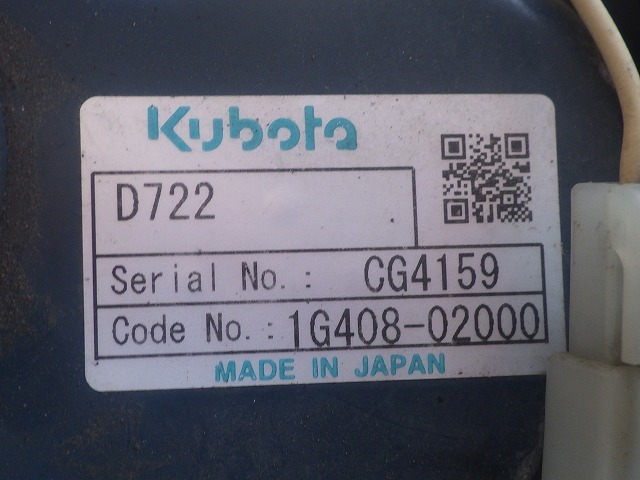 Kubota
D722
Serial No.: CG4159
Code No.: 1G408-02000
MADE IN JAPAN